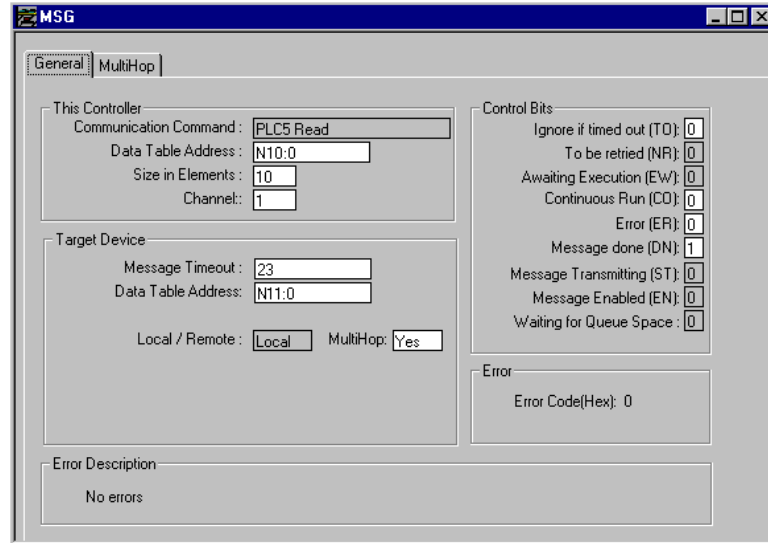 MSG
General MultiHop
This Controller
Communication Command : PLC5 Read
Data Table Address : N10:0
Size in Elements : 10
Channel:: 1
Target Device
Message Timeout : 23
Data Table Address: N11:0
Local / Remote : Local MultiHop: Yes
Control Bits
Ignore if timed out (TO): 0
To be retried (NR): 0
Awaiting Execution (EW): 0
Continuous Run (CO): 0
Error (ER): 0
Message done (DN): 1
Message Transmitting (ST): 0
Message Enabled (EN): 0
Waiting for Queue Space : 0
Error
Error Code(Hex): 0
Error Description
No errors